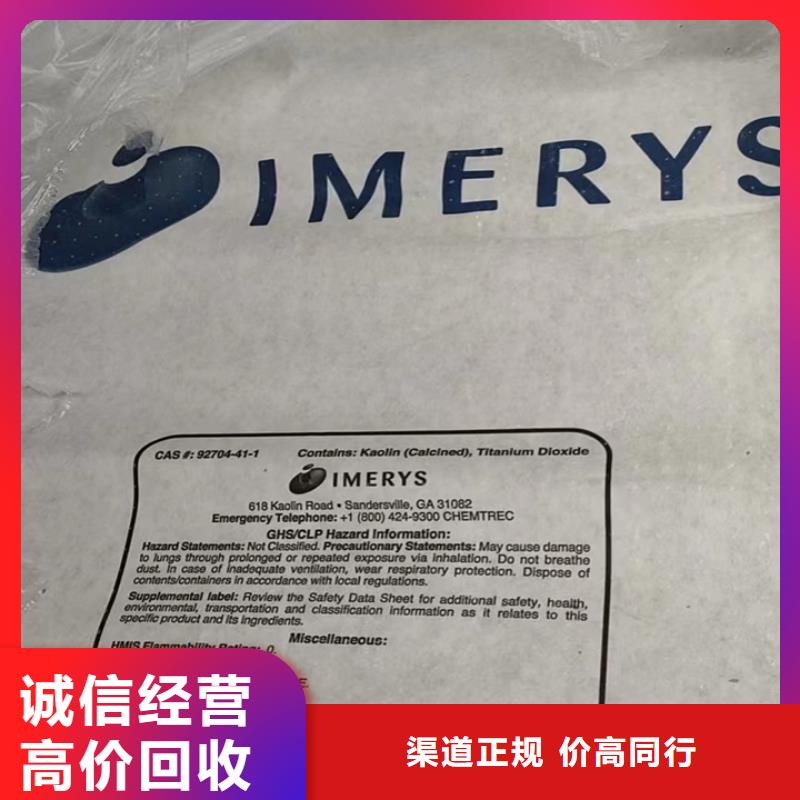 IMERYS
CAS #: 92704-41-1 Contains: Kaolin (Calcined), Titanium Dioxide
IMERYS
618 Kaolin Road • Sandersville, GA 31082
Emergency Telephone: +1 (800) 424-9300 CHEMTREC
GHS/CLP Hazard Information:
Hazard Statements: Not Classified. Precautionary Statements: May cause damage
to lungs through prolonged or repeated exposure via inhalation. Do not breathe
dust. In case of inadequate ventilation, wear respiratory protection. Dispose of
contents/containers in accordance with local regulations.
Supplemental label: Review the Safety Data Sheet for additional safety, health,
environmental, transportation and classification information as it relates to this
specific product and its ingredients.
Miscellaneous:
HMIS Flammability Rating: 0.
诚信经营
高价回收
渠道正规 价高同行